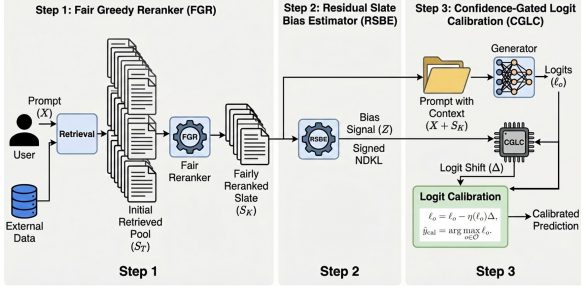 Step 1: Fair Greedy Reranker (FGR)
Prompt
(X)
User
External
Data
Retrieval
Initial
Retrieved
Pool
(S_T)
FGR
Fair
Reranker
Fairly
Reranked
Slate
(S_K)
Step 1
Step 2: Residual Slate
Bias Estimator (RSBE)
RSBE
Bias
Signal (Z)
Signed
NDKL
Step 2
Step 3: Confidence-Gated Logit
Calibration (CGLC)
Generator
Logits
(ℓ_o)
Prompt with
Context
(X + S_K)
CGLC
Logit Shift (Δ)
Logit Calibration
ℓ_o = ℓ_o − η(ℓ_o)Δ,
ŷ_cal = arg max ℓ_o.
o∈O
Calibrated
Prediction
Step 3